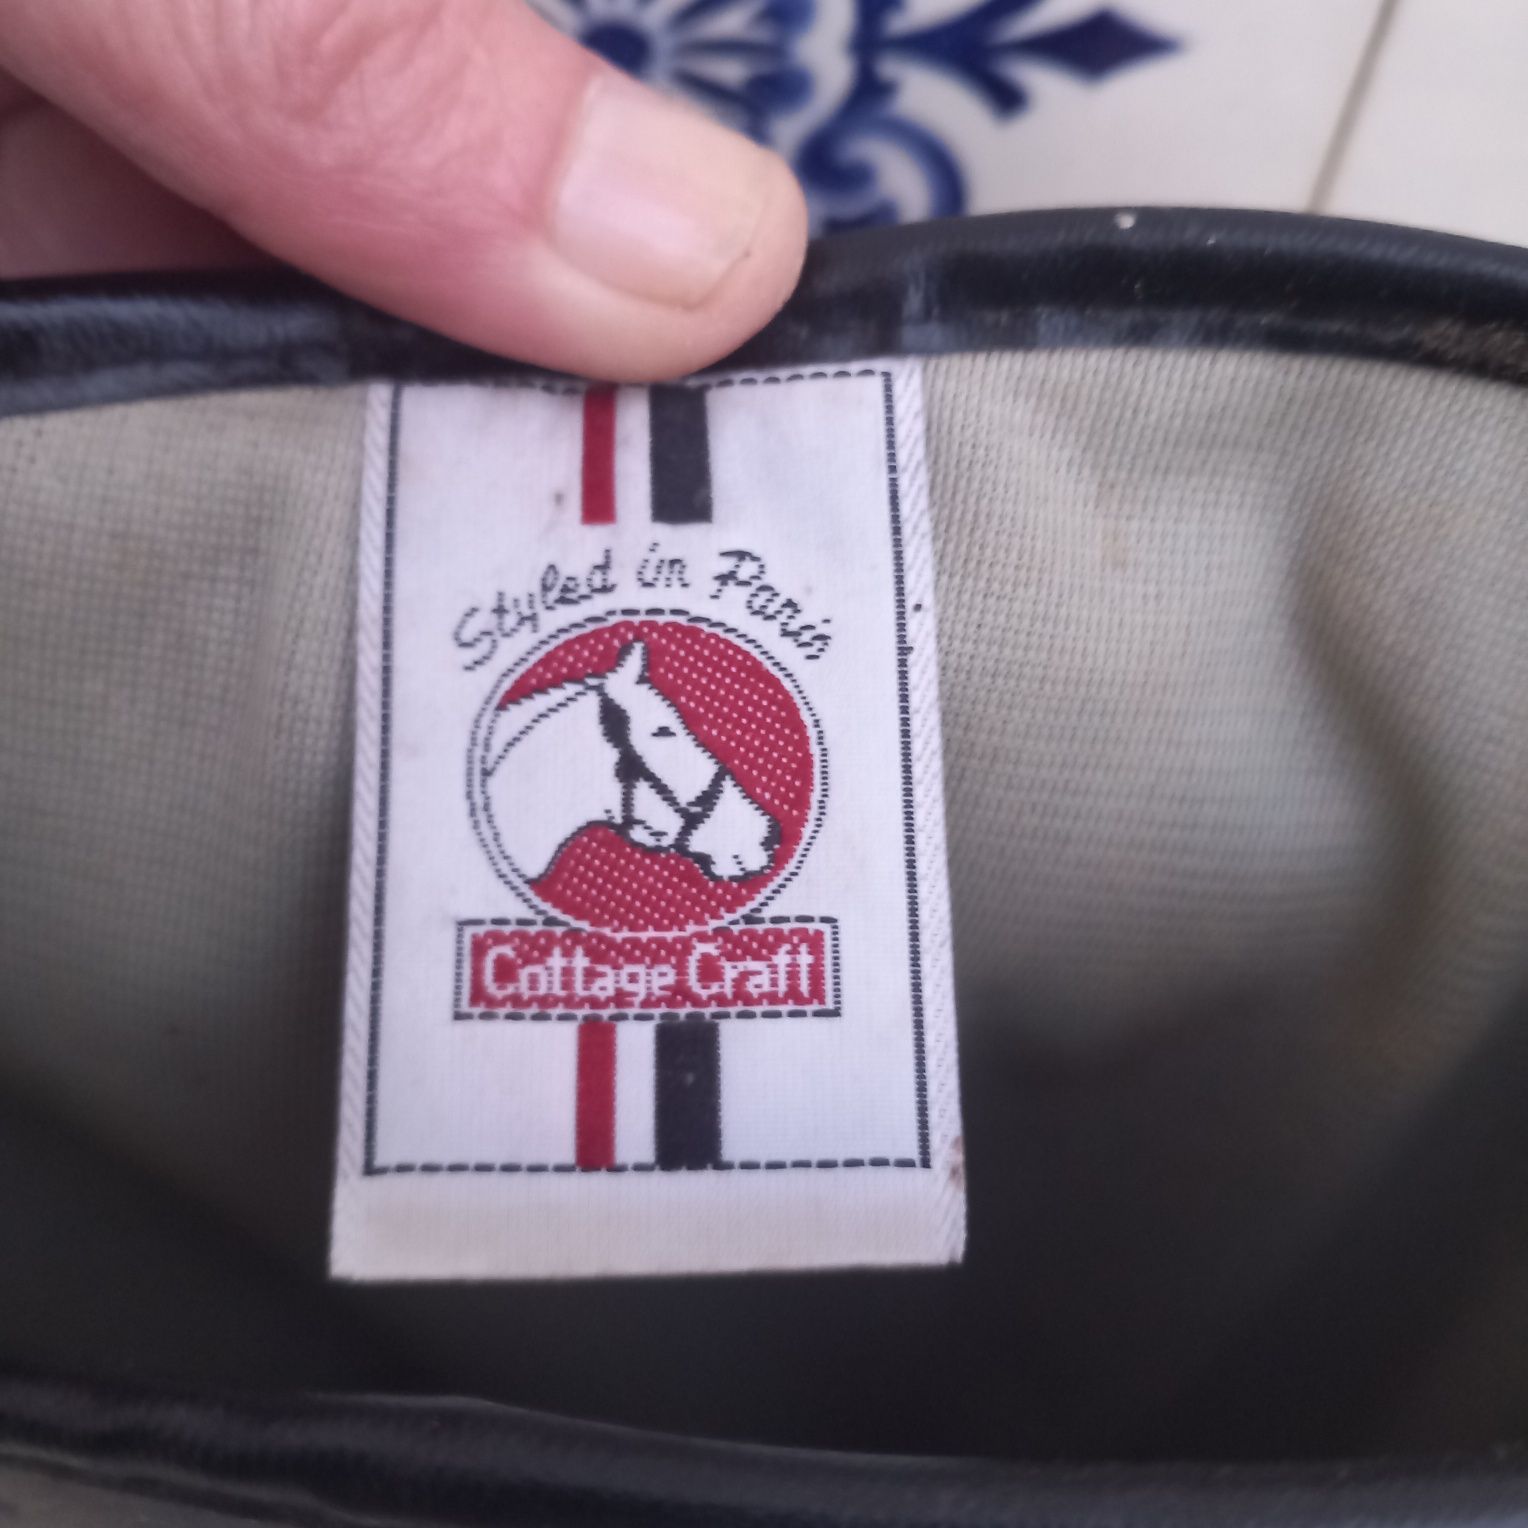 Styled in Paris
Cottage Craft